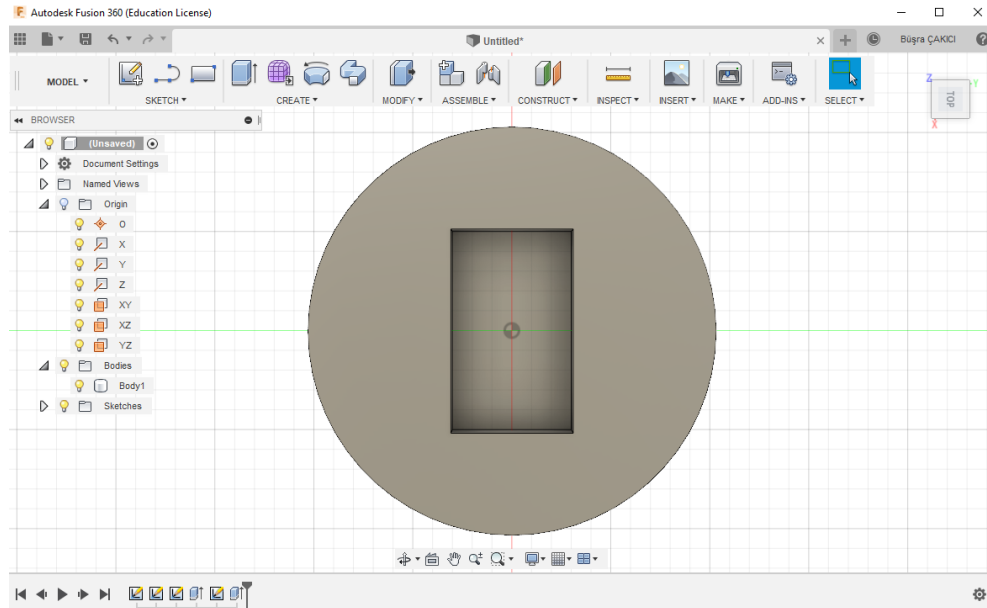 Autodesk Fusion 360 (Education License)
Untitled*
Büşra ÇAKICI
MODEL
SKETCH
CREATE
MODIFY
ASSEMBLE
CONSTRUCT
INSPECT
INSERT
MAKE
ADD-INS
SELECT
Z
Y
TOP
X
BROWSER
(Unsaved)
Document Settings
Named Views
Origin
O
X
Y
Z
XY
XZ
YZ
Bodies
Body1
Sketches